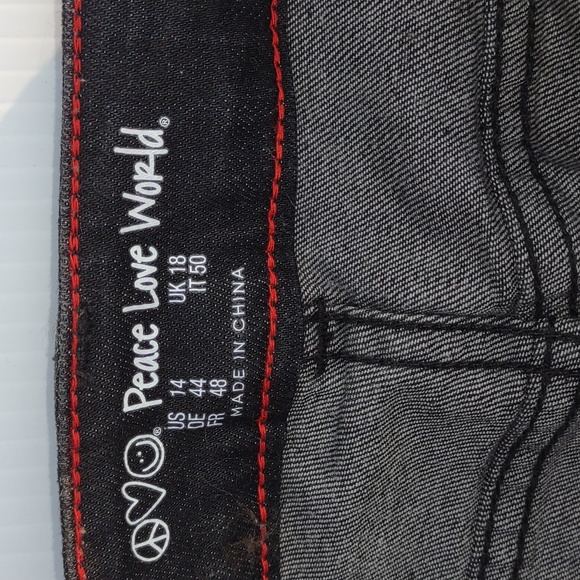 Peace Love World®
US 14 UK 18
DE 44 IT 50
FR 48
MADE IN CHINA